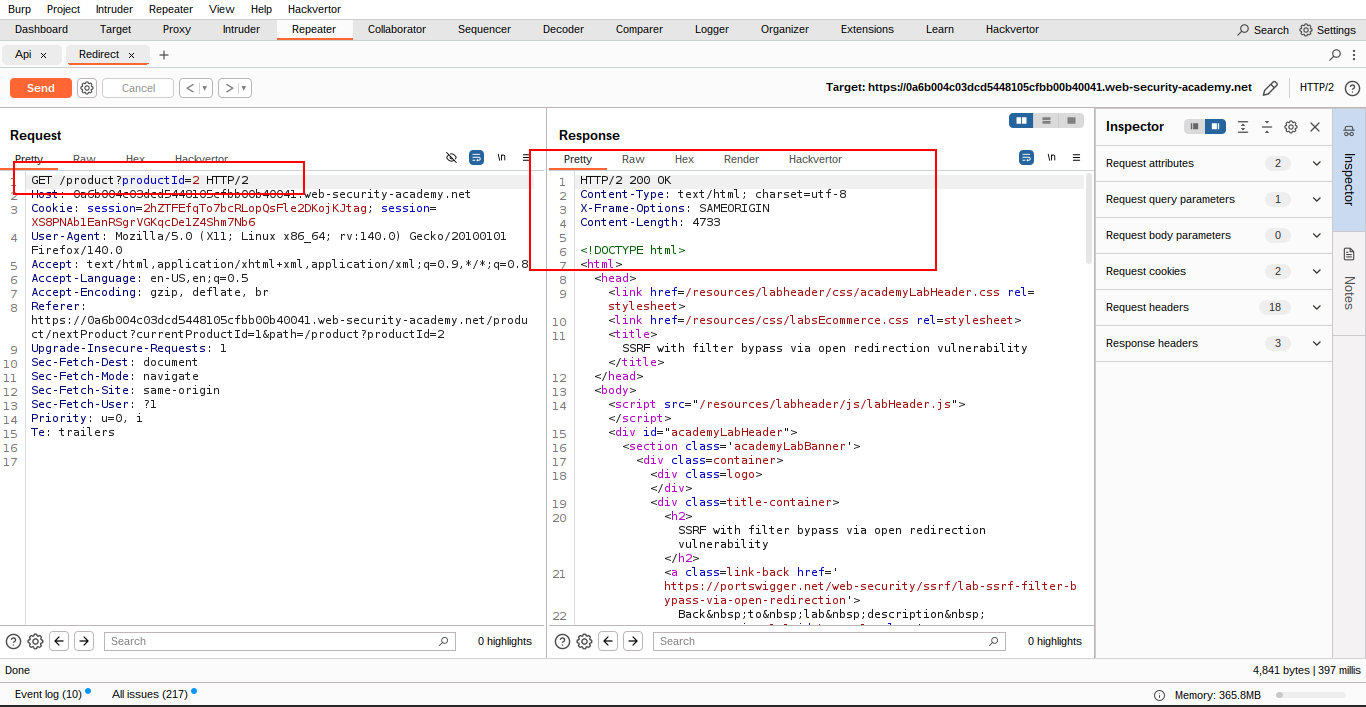 Burp Project Intruder Repeater View Help Hackvertor
Dashboard Target Proxy Intruder Repeater Collaborator Sequencer Decoder Comparer Logger Organizer Extensions Learn Hackvertor Search Settings
Api × Redirect × +
Send Cancel < ▾ > ▾ Target: https://0a6b004c03dcd5448105cfbb00b40041.web-security-academy.net HTTP/2
Request
Pretty Raw Hex Hackvertor \n
1 GET /product?productId=2 HTTP/2
2 Host: 0a6b004c03dcd5448105cfbb00b40041.web-security-academy.net
3 Cookie: session=2hZTFEfqTo7bcRLopQsFle2DKojKJtag; session=
XS8PNAb1EanRSgrVGKqcDe1Z4Shm7Nb6
4 User-Agent: Mozilla/5.0 (X11; Linux x86_64; rv:140.0) Gecko/20100101
Firefox/140.0
5 Accept: text/html,application/xhtml+xml,application/xml;q=0.9,*/*;q=0.8
6 Accept-Language: en-US,en;q=0.5
7 Accept-Encoding: gzip, deflate, br
8 Referer:
https://0a6b004c03dcd5448105cfbb00b40041.web-security-academy.net/produ
ct/nextProduct?currentProductId=1&path=/product?productId=2
9 Upgrade-Insecure-Requests: 1
10 Sec-Fetch-Dest: document
11 Sec-Fetch-Mode: navigate
12 Sec-Fetch-Site: same-origin
13 Sec-Fetch-User: ?1
14 Priority: u=0, i
15 Te: trailers
16
17
Search 0 highlights
Response
Pretty Raw Hex Render Hackvertor \n
1 HTTP/2 200 OK
2 Content-Type: text/html; charset=utf-8
3 X-Frame-Options: SAMEORIGIN
4 Content-Length: 4733
5
6 <!DOCTYPE html>
7 <html>
8 <head>
9 <link href=/resources/labheader/css/academyLabHeader.css rel=
stylesheet>
10 <link href=/resources/css/labsEcommerce.css rel=stylesheet>
11 <title>
SSRF with filter bypass via open redirection vulnerability
</title>
12 </head>
13 <body>
14 <script src="/resources/labheader/js/labHeader.js">
</script>
15 <div id="academyLabHeader">
16 <section class='academyLabBanner'>
17 <div class=container>
18 <div class=logo>
</div>
19 <div class=title-container>
20 <h2>
SSRF with filter bypass via open redirection
vulnerability
</h2>
21 <a class=link-back href='
https://portswigger.net/web-security/ssrf/lab-ssrf-filter-b
ypass-via-open-redirection'>
22 Back&nbsp;to&nbsp;lab&nbsp;description&nbsp;
Search 0 highlights
Inspector
Request attributes 2
Request query parameters 1
Request body parameters 0
Request cookies 2
Request headers 18
Response headers 3
Inspector
Notes
Done 4,841 bytes | 397 millis
Event log (10) All issues (217) Memory: 365.8MB